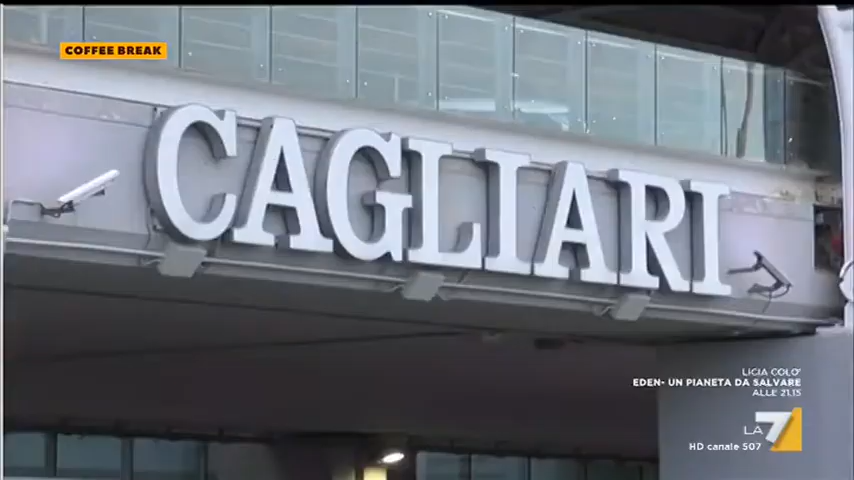 COFFEE BREAK
CAGLIARI
LICIA COLO'
EDEN- UN PIANETA DA SALVARE
ALLE 21.15
LA7
HD canale 507